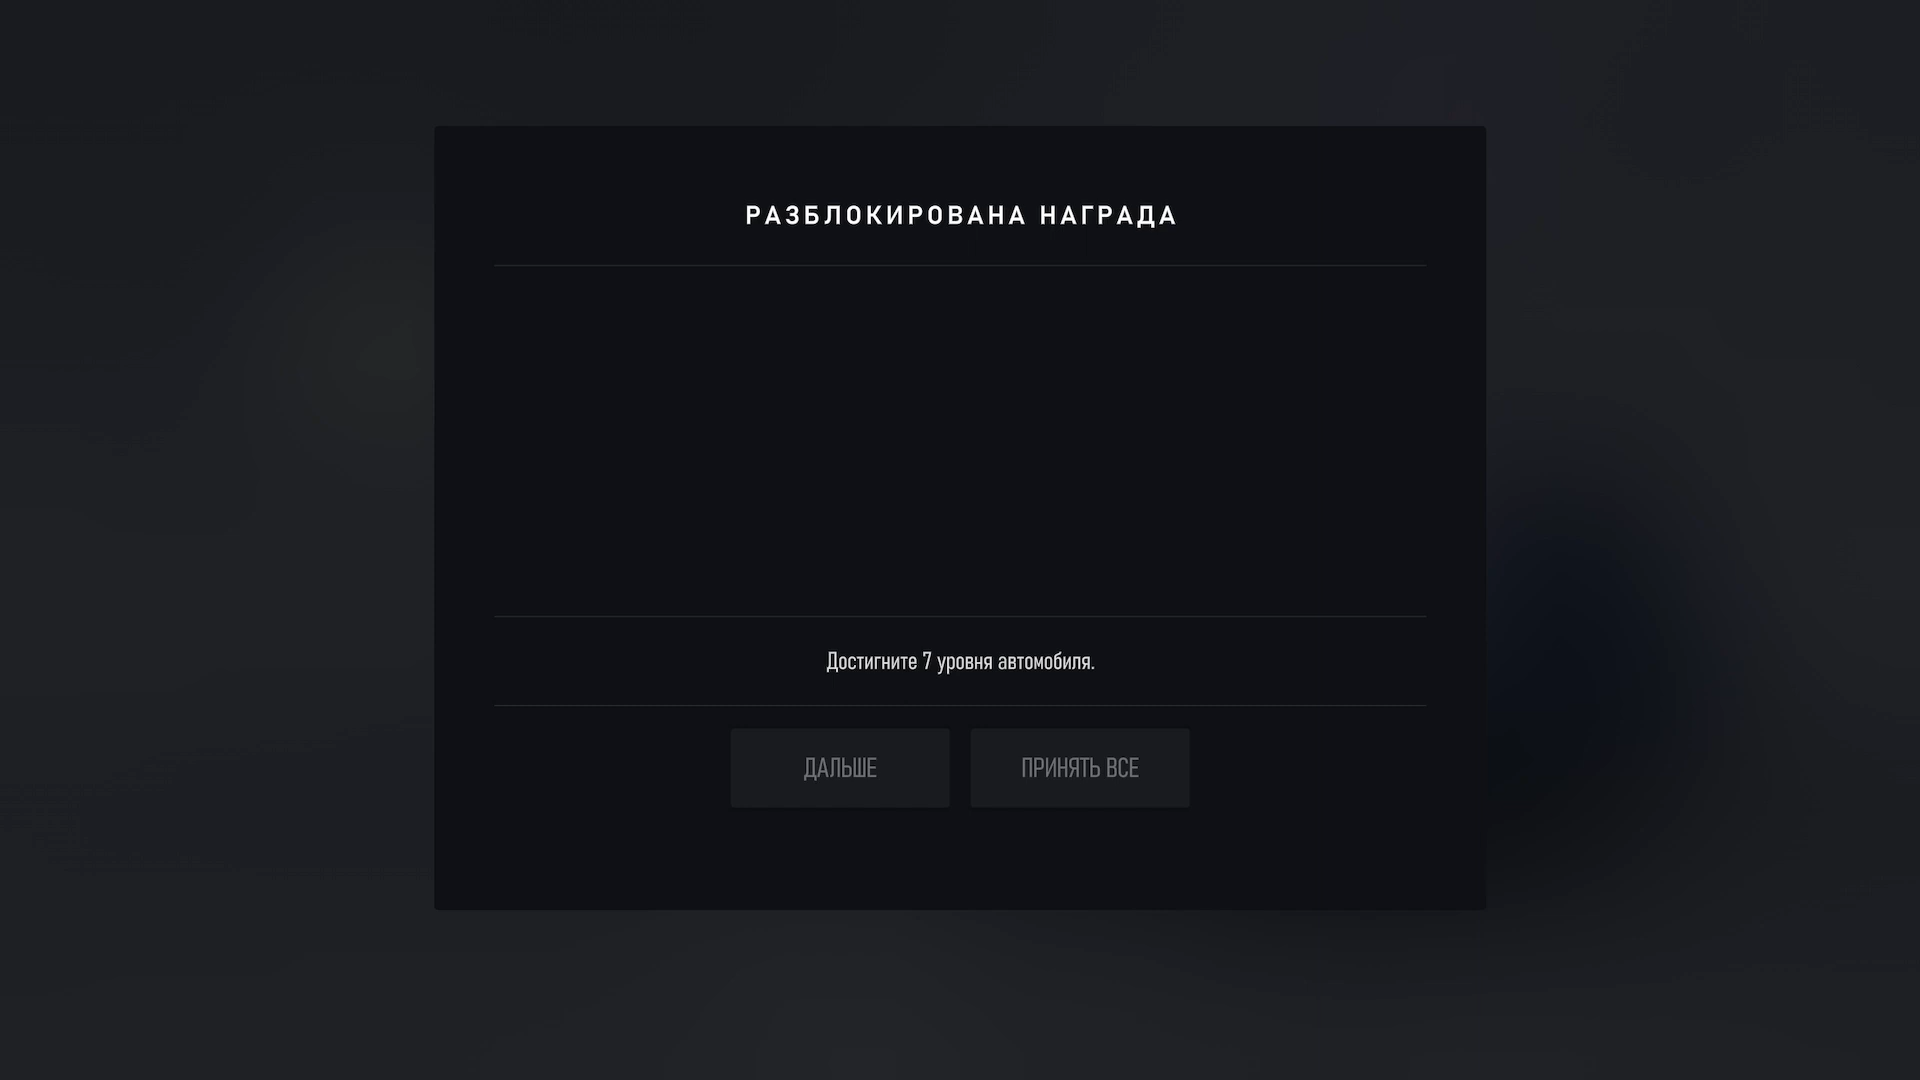 РАЗБЛОКИРОВАНА НАГРАДА
Достигните 7 уровня автомобиля.
ДАЛЬШЕ
ПРИНЯТЬ ВСЕ